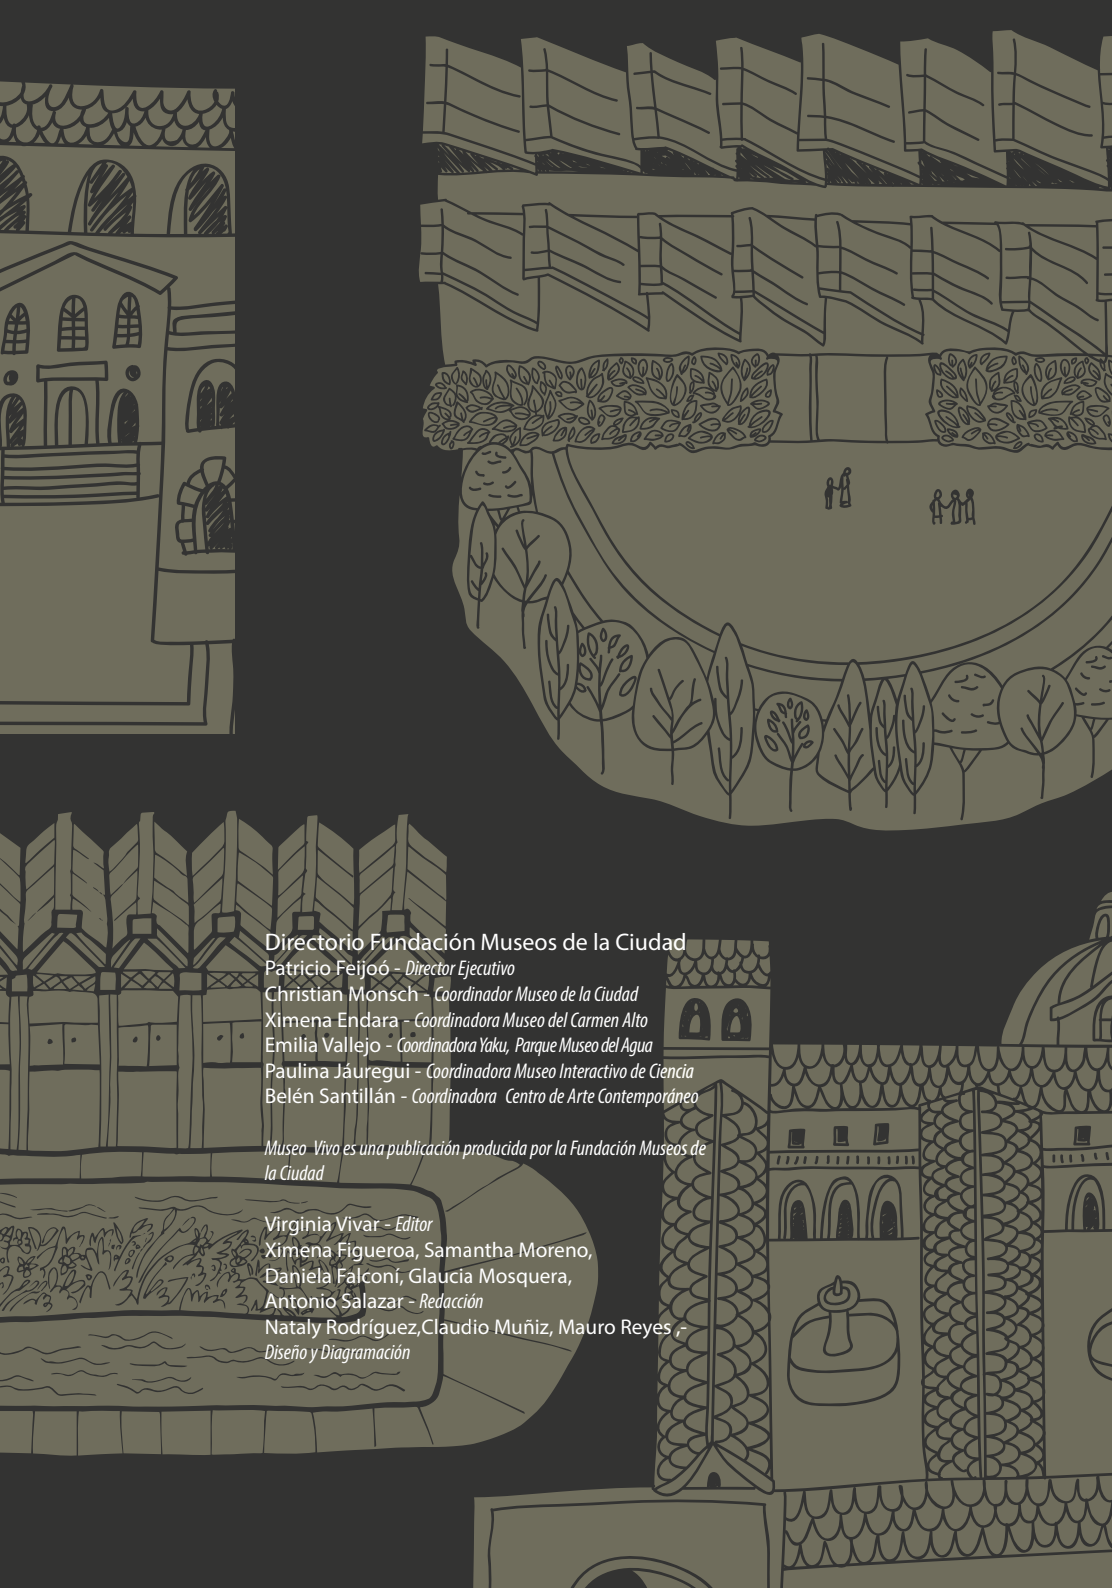 Directorio Fundación Museos de la Ciudad
Patricio Feijoó - Director Ejecutivo
Christian Monsch - Coordinador Museo de la Ciudad
Ximena Endara - Coordinadora Museo del Carmen Alto
Emilia Vallejo - Coordinadora Yaku, Parque Museo del Agua
Paulina Jáuregui - Coordinadora Museo Interactivo de Ciencia
Belén Santillán - Coordinadora Centro de Arte Contemporáneo
Museo Vivo es una publicación producida por la Fundación Museos de
la Ciudad
Virginia Vivar - Editor
Ximena Figueroa, Samantha Moreno,
Daniela Falconí, Glaucia Mosquera,
Antonio Salazar - Redacción
Nataly Rodríguez,Claudio Muñiz, Mauro Reyes ,-
Diseño y Diagramación